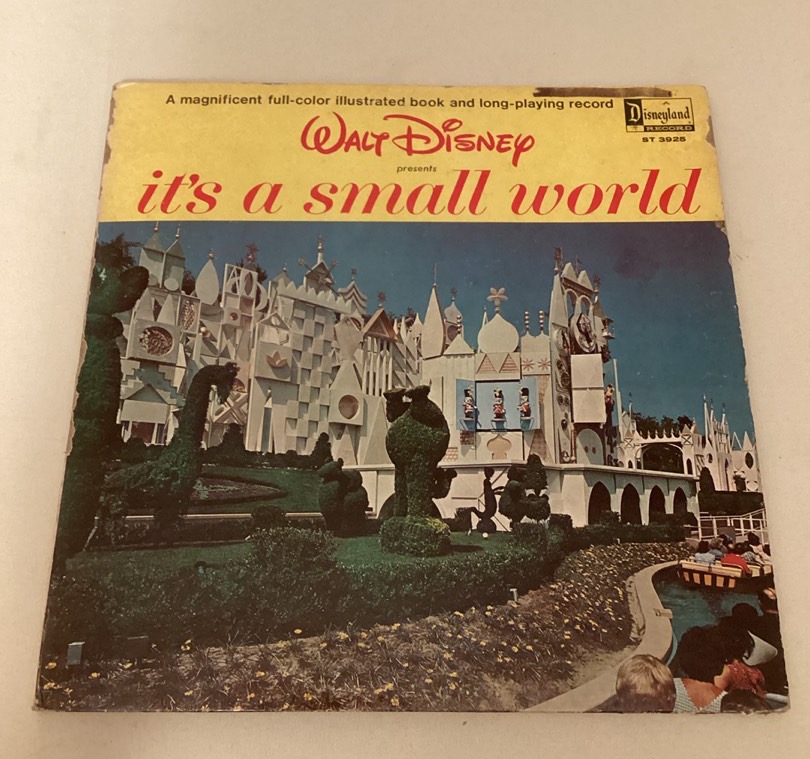 A magnificent full-color illustrated book and long-playing record
Disneyland
RECORD
ST 3925
Walt Disney
presents
it's a small world